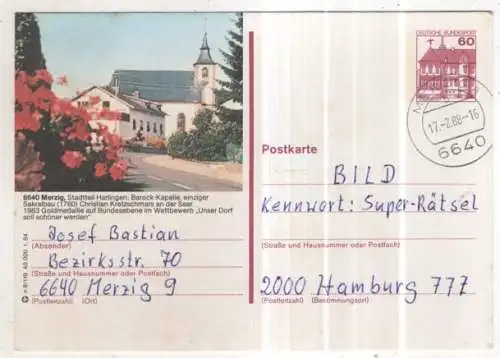 DEUTSCHE BUNDESPOST
60
17.-2.88-16
6640
Postkarte
6640 Merzig, Stadtteil Harlingen: Barock-Kapelle, einziger
Sakralbau (1760) Christian Kretzschmars an der Saar.
1983 Goldmedaille auf Bundesebene im Wettbewerb „Unser Dorf
soll schöner werden“
Josef Bastian
(Absender)
Bezirksstr. 70
(Straße und Hausnummer oder Postfach)
6640 Merzig 9
(Postleitzahl) (Ort)
BILD
Kennwort: Super-Rätsel
(Straße und Hausnummer oder Postfach)
2000 Hamburg 777
(Postleitzahl) (Bestimmungsort)